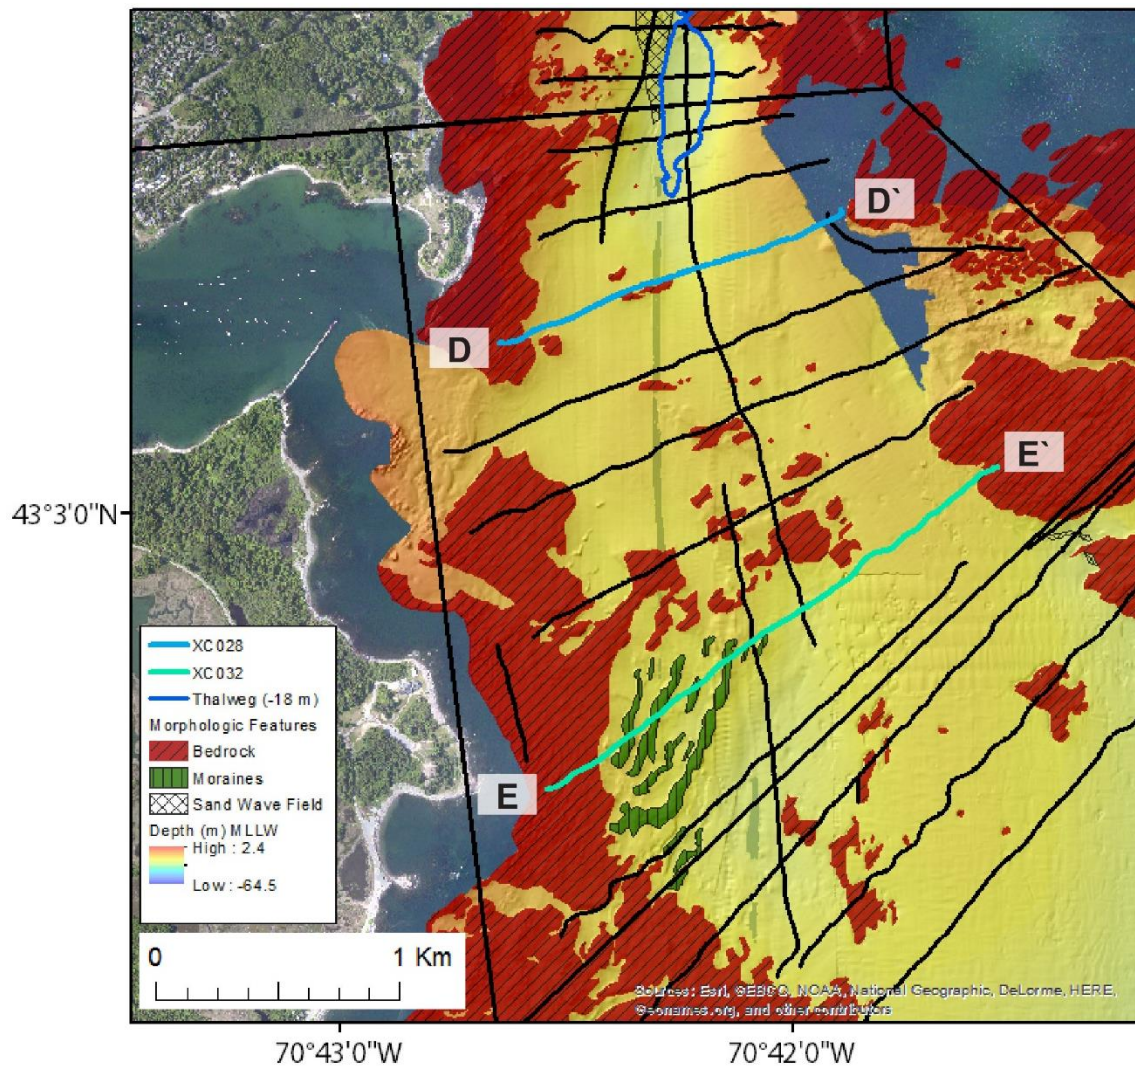 D`
D
E`
43°3'0"N
XC028
XC032
Thalweg (-18 m)
Morphologic Features
Bedrock
Moraines
Sand Wave Field
Depth (m) MLLW
High : 2.4
Low : -64.5
E
0 1 Km
Sources: Esri, GEBCO, NOAA, National Geographic, DeLorme, HERE,
Geonames.org, and other contributors
70°43'0"W 70°42'0"W